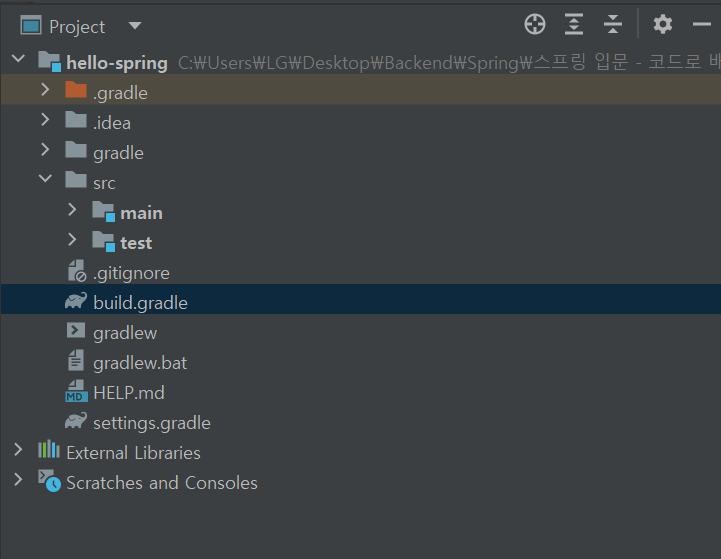 Project
hello-spring C:₩Users₩LG₩Desktop₩Backend₩Spring₩스프링 입문 - 코드로 배
.gradle
.idea
gradle
src
main
test
.gitignore
build.gradle
gradlew
gradlew.bat
MD HELP.md
settings.gradle
External Libraries
Scratches and Consoles